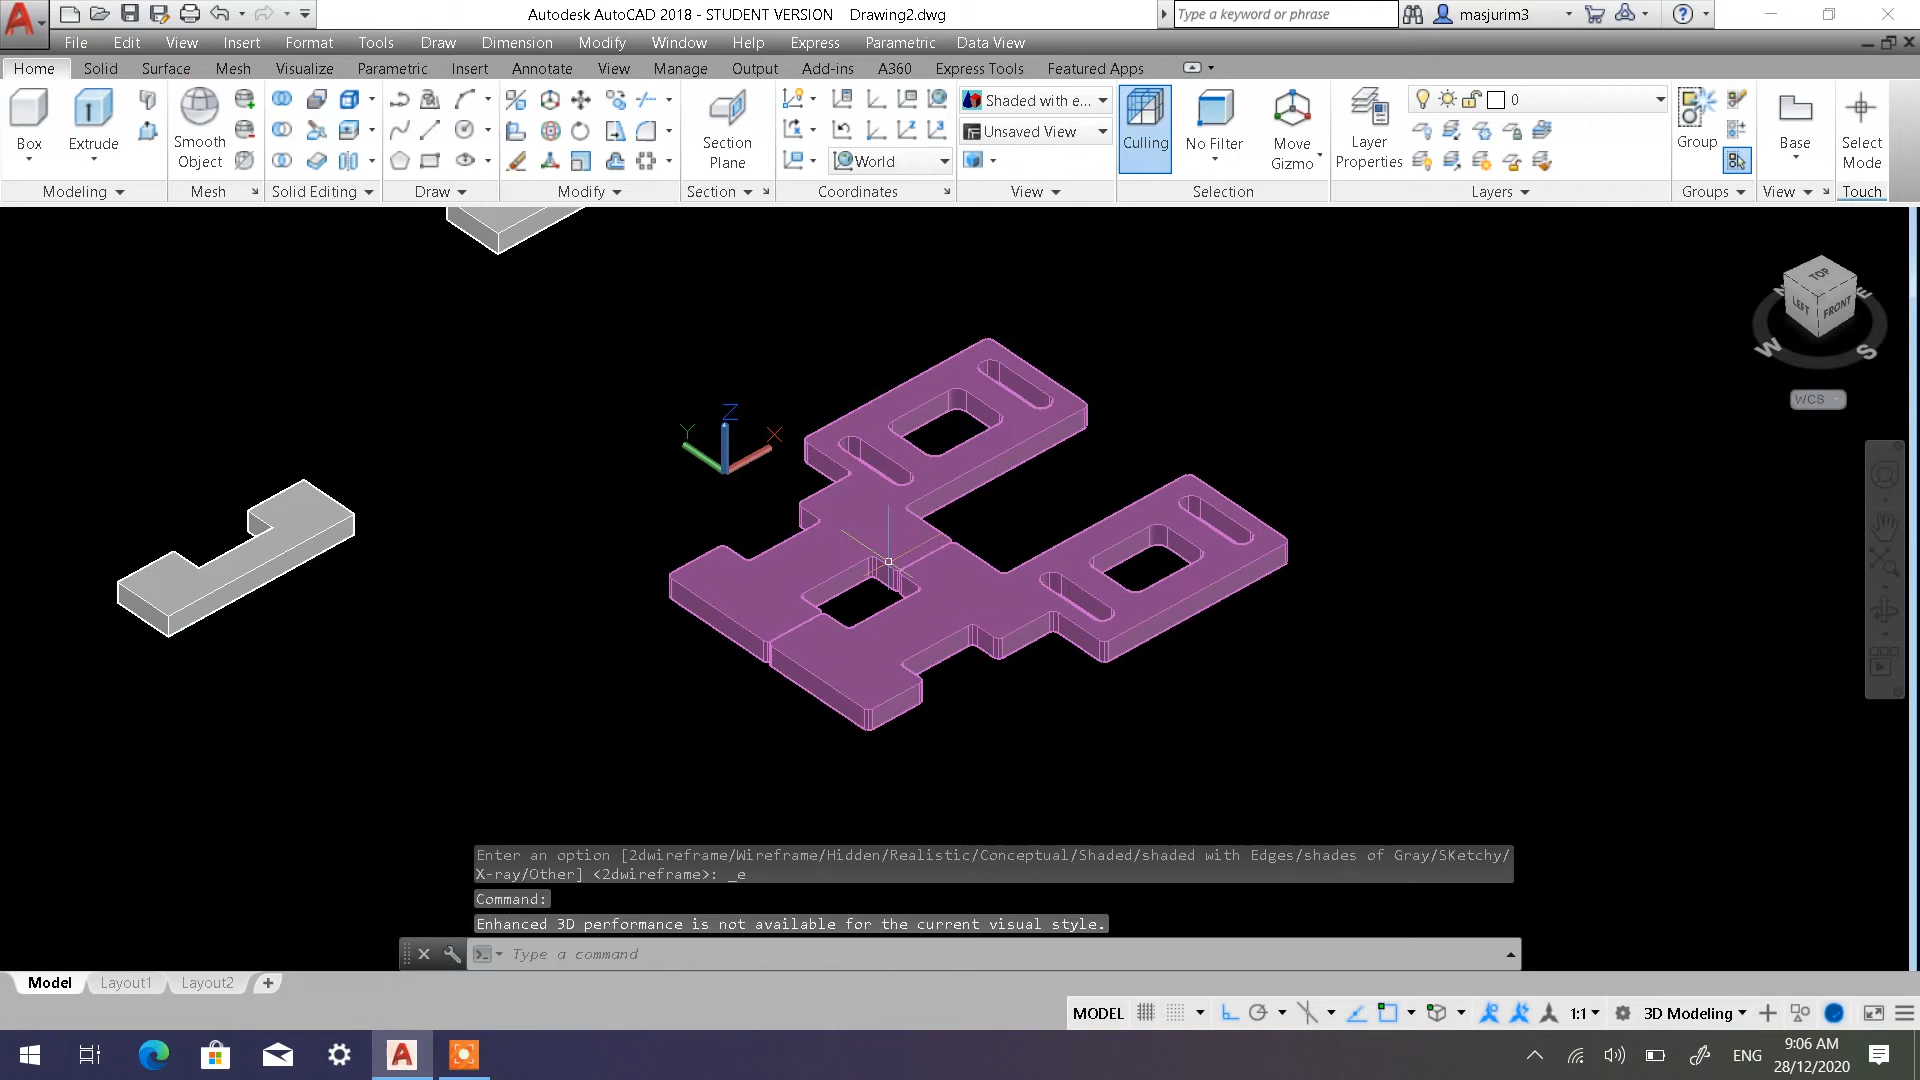 Autodesk AutoCAD 2018 - STUDENT VERSION Drawing2.dwg
Type a keyword or phrase
masjurim3
File Edit View Insert Format Tools Draw Dimension Modify Window Help Express Parametric Data View
Home Solid Surface Mesh Visualize Parametric Insert Annotate View Manage Output Add-ins A360 Express Tools Featured Apps
Box
Extrude
Smooth
Object
Section
Plane
Shaded with e...
Unsaved View
World
Culling
No Filter
Move
Gizmo
Layer
Properties
0
Group
Base
Select
Mode
Modeling Mesh Solid Editing Draw Modify Section Coordinates View Selection Layers Groups View Touch
TOP
LEFT
FRONT
W
S
WCS
Z
Y
X
Enter an option [2dwireframe/Wireframe/Hidden/Realistic/Conceptual/Shaded/shaded with Edges/shades of Gray/SKetchy/
X-ray/Other] <2dwireframe>: _e
Command:
Enhanced 3D performance is not available for the current visual style.
Type a command
Model Layout1 Layout2
MODEL
1:1
3D Modeling
ENG
9:06 AM
28/12/2020